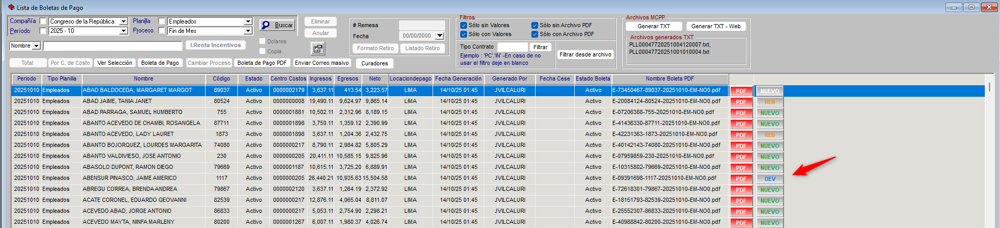 Lista de Boletas de Pago
Compañía Congreso de la República Planilla Empleados Buscar
Período 2025 - 10 Proceso Fin de Mes
Nombre I.Renta Incentivos
Dolares
Copia
Eliminar
Anular
# Remesa
Fecha 00/00/0000
Formato Retiro Listado Retiro
Filtros
Sólo sin Valores Sólo sin Archivo PDF
Sólo con Valores Sólo con Archivo PDF
Tipo Contrato Filtrar
Ejemplo : 'PC','IN' -En caso de no
usar el filtro deje en blanco
Filtrar desde archivo
Archivos MCPP
Generar TXT Generar TXT - Web
Archivos generados TXT
PLL00047720251004120007.txt,
PLL00047720251001010004.txt
Total Por C. de Costo Ver Selección Boleta de Pago Cambiar Proceso Boleta de Pago PDF Enviar Correo masivo Curadores
Periodo Tipo Planilla Nombre Código Estado Centro Costos Ingresos Egresos Neto Locaciondepago Fecha Generación Generado Por Fecha Cese Estado Boleta Nombre Boleta PDF
20251010 Empleados ABAD BALDOCEDA, MARGARET MARGOT 89037 Activo 0000002179 3,637.11 413.54 3,223.57 LIMA 14/10/25 01:45 JVILCALURI Activo E-73450467-89037-20251010-EM-NO0.pdf PDF NUEVO
20251010 Empleados ABAD JAIME, TANIA JANET 80524 Activo 0000000008 19,490.11 9,624.97 9,865.14 LIMA 14/10/25 01:45 JVILCALURI Activo E-20084124-80524-20251010-EM-NO0.pdf PDF REB
20251010 Empleados ABAD PARRAGA, SAMUEL HUMBERTO 755 Activo 0000001881 10,502.11 2,312.96 8,189.15 LIMA 14/10/25 01:45 JVILCALURI Activo E-07206388-755-20251010-EM-NO0.pdf PDF NUEVO
20251010 Empleados ABANTO ACEVEDO DE CHAMBI, ROSANGELA 87711 Activo 0000001898 3,750.11 1,359.12 2,390.99 LIMA 14/10/25 01:45 JVILCALURI Activo E-41436330-87711-20251010-EM-NO0.pdf PDF NUEVO
20251010 Empleados ABANTO ACEVEDO, LADY LAURET 1873 Activo 0000001898 3,637.11 1,204.36 2,432.75 LIMA 14/10/25 01:45 JVILCALURI Activo E-42231363-1873-20251010-EM-NO0.pdf PDF REB
20251010 Empleados ABANTO BOJORQUEZ, LOURDES MARGARITA 74080 Activo 0000000217 8,790.11 2,984.82 5,805.29 LIMA 14/10/25 01:45 JVILCALURI Activo E-40142143-74080-20251010-EM-NO0.pdf PDF NUEVO
20251010 Empleados ABANTO VALDIVIESO, JOSE ANTONIO 230 Activo 0000000205 20,411.11 10,585.15 9,825.96 LIMA 14/10/25 01:45 JVILCALURI Activo E-07959859-230-20251010-EM-NO0.pdf PDF NUEVO
20251010 Empleados ABASOLO DUPONT, RAMON DIEGO 79669 Activo 0000001187 10,615.11 3,725.20 6,889.91 LIMA 14/10/25 01:45 JVILCALURI Activo E-10315802-79669-20251010-EM-NO0.pdf PDF NUEVO
20251010 Empleados ABENSUR PINASCO, JAIME AMERICO 1117 Activo 0000000205 26,440.21 10,935.63 15,504.58 LIMA 14/10/25 01:45 JVILCALURI Activo E-09391698-1117-20251010-EM-NO0.pdf PDF DEV
20251010 Empleados ABREGU CORREA, BRENDA ANDREA 79867 Activo 0000002120 3,637.11 1,264.19 2,372.92 LIMA 14/10/25 01:45 JVILCALURI Activo E-72618301-79867-20251010-EM-NO0.pdf PDF NUEVO
20251010 Empleados ACATE CORONEL, EDUARDO GEOVANNI 82539 Activo 0000000217 12,876.11 4,065.04 8,811.07 LIMA 14/10/25 01:45 JVILCALURI Activo E-18151793-82539-20251010-EM-NO0.pdf PDF NUEVO
20251010 Empleados ACEVEDO ABAD, JORGE ANTONIO 86833 Activo 0000000217 5,053.11 2,754.90 2,298.21 LIMA 14/10/25 01:45 JVILCALURI Activo E-25552307-86833-20251010-EM-NO0.pdf PDF NUEVO
20251010 Empleados ACEVEDO MAYTA, NINFA MARLENY 80200 Activo 0000001267 6,007.11 1,980.37 4,026.74 LIMA 14/10/25 01:45 JVILCALURI Activo E-40988842-80200-20251010-EM-NO0.pdf PDF NUEVO